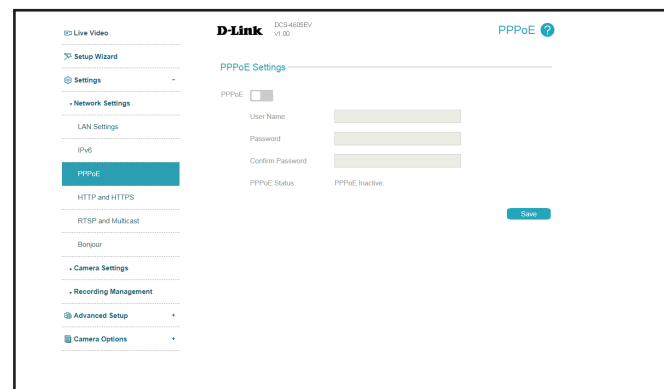 Live Video
Setup Wizard
Settings -
Network Settings
LAN Settings
IPv6
PPPoE
HTTP and HTTPS
RTSP and Multicast
Bonjour
Camera Settings
Recording Management
Advanced Setup +
Camera Options +
D-Link DCS-4605EV
v1.00
PPPoE ?
PPPoE Settings
PPPoE
User Name
Password
Confirm Password
PPPoE Status PPPoE Inactive.
Save